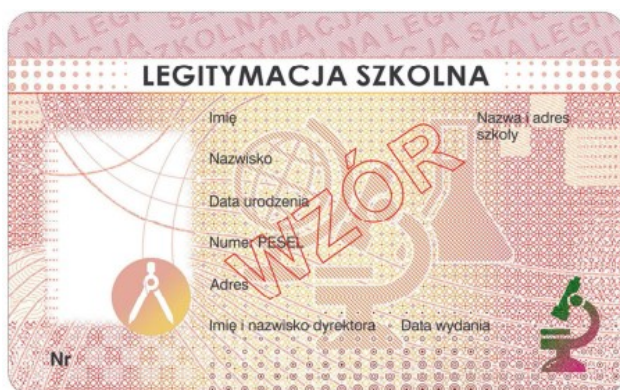 LEGITYMACJA SZKOLNA
Imię
Nazwa i adres
szkoły
Nazwisko
Data urodzenia
Numer PESEL
Adres
Imię i nazwisko dyrektora
Data wydania
Nr
WZÓR